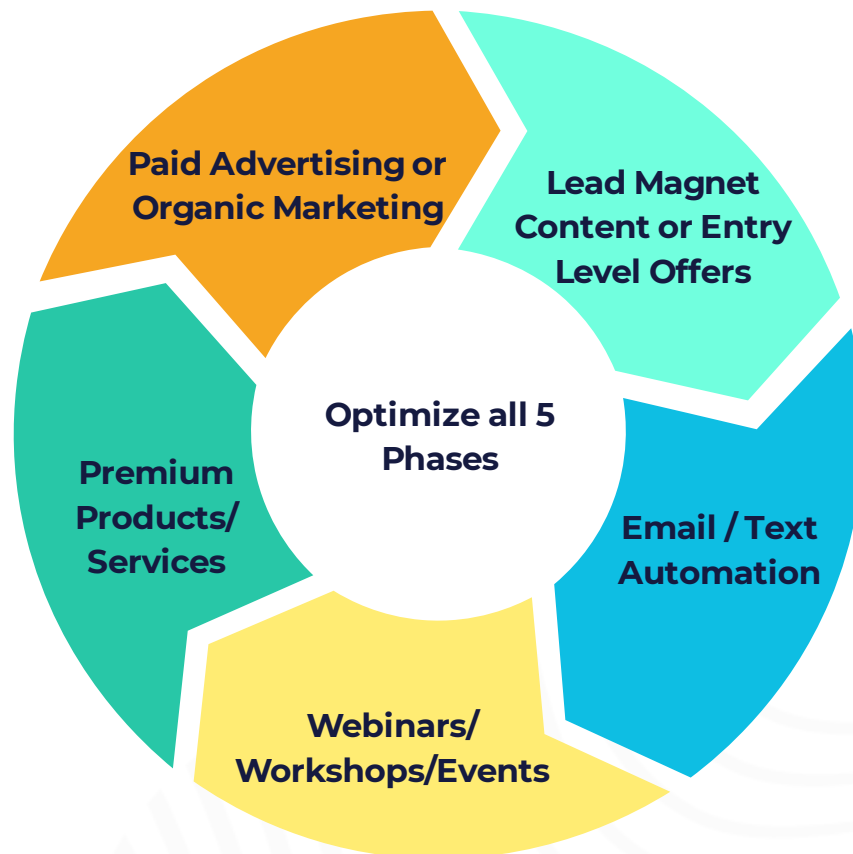 Paid Advertising or
Organic Marketing
Lead Magnet
Content or Entry
Level Offers
Email / Text
Automation
Webinars/
Workshops/Events
Premium
Products/
Services
Optimize all 5
Phases